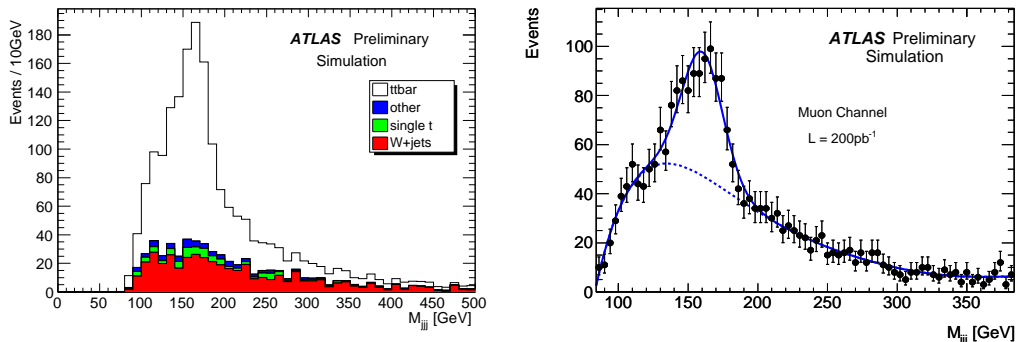 Events / 10GeV
180
160
140
120
100
80
60
40
20
0
ATLAS Preliminary
Simulation
ttbar
other
single t
W+jets
0 50 100 150 200 250 300 350 400 450 500
M_jjj [GeV]
Events
100
80
60
40
20
0
ATLAS Preliminary
Simulation
Muon Channel
L = 200pb⁻¹
100 150 200 250 300 350
M_jjj [GeV]